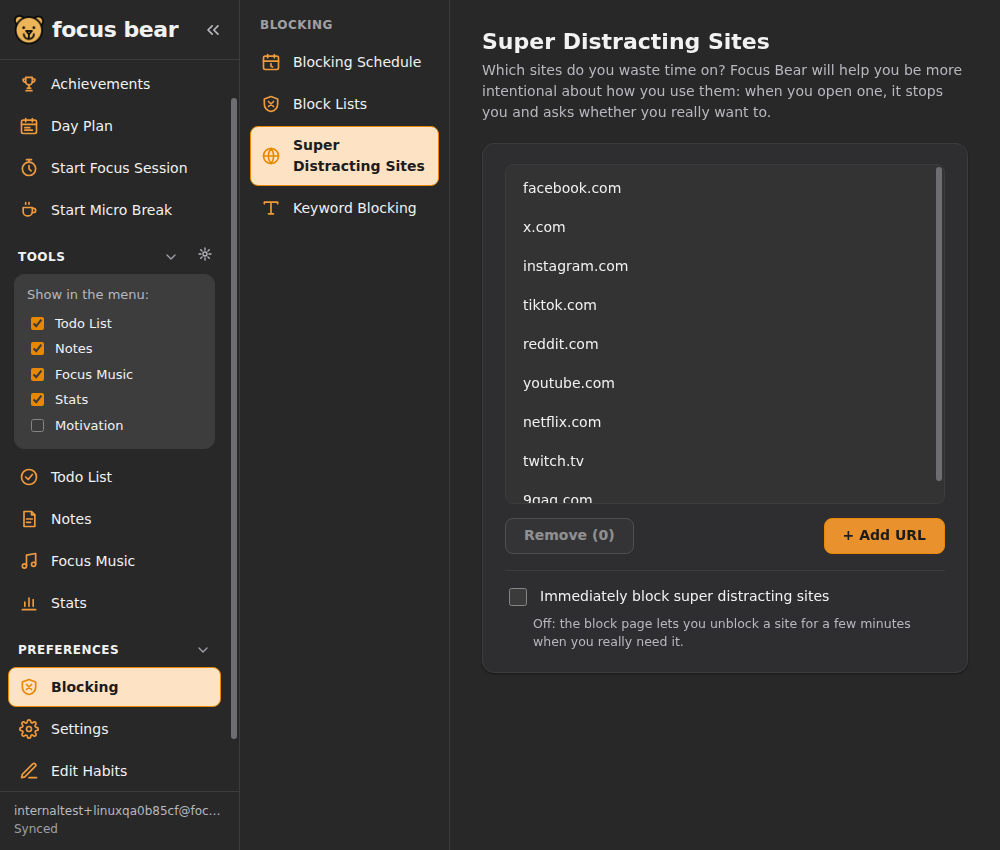 focus bear
Achievements
Day Plan
Start Focus Session
Start Micro Break
TOOLS
Show in the menu:
Todo List
Notes
Focus Music
Stats
Motivation
Todo List
Notes
Focus Music
Stats
PREFERENCES
Blocking
Settings
Edit Habits
internaltest+linuxqa0b85cf@foc...
Synced
BLOCKING
Blocking Schedule
Block Lists
Super
Distracting Sites
Keyword Blocking
Super Distracting Sites
Which sites do you waste time on? Focus Bear will help you be more
intentional about how you use them: when you open one, it stops
you and asks whether you really want to.
facebook.com
x.com
instagram.com
tiktok.com
reddit.com
youtube.com
netflix.com
twitch.tv
9gag.com
Remove (0)
+ Add URL
Immediately block super distracting sites
Off: the block page lets you unblock a site for a few minutes
when you really need it.